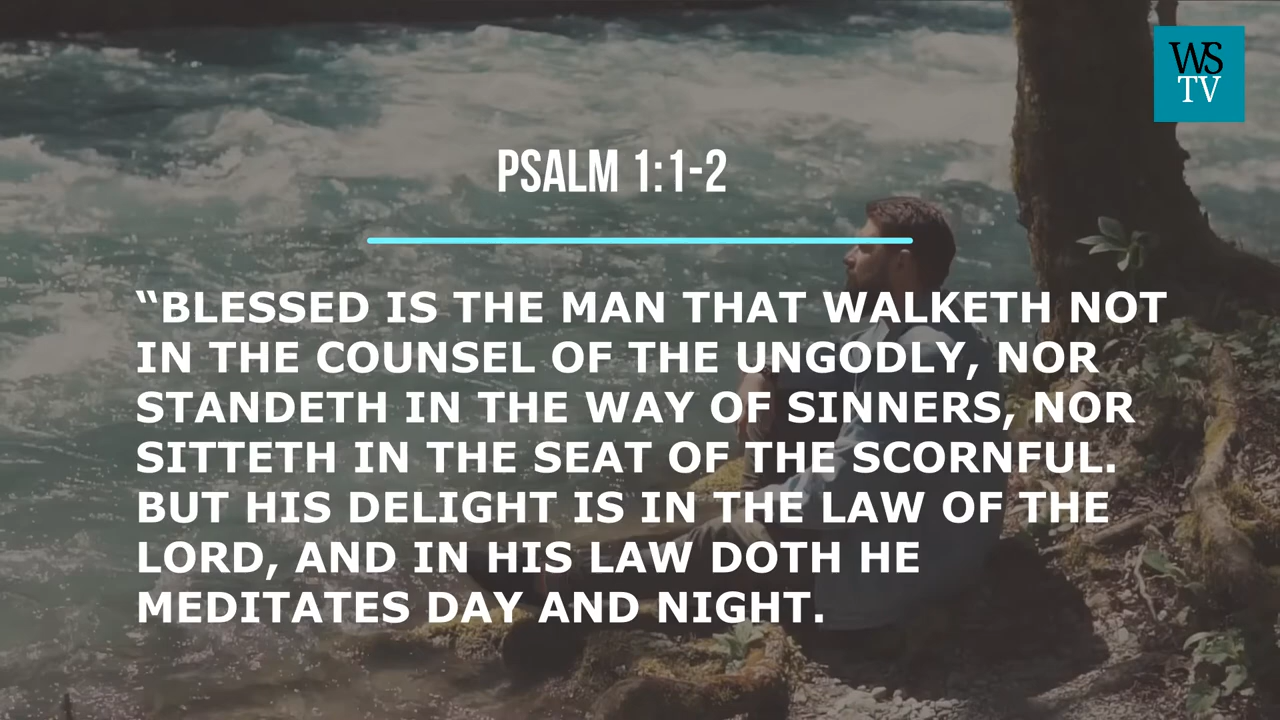 WS
TV
PSALM 1:1-2
“BLESSED IS THE MAN THAT WALKETH NOT
IN THE COUNSEL OF THE UNGODLY, NOR
STANDETH IN THE WAY OF SINNERS, NOR
SITTETH IN THE SEAT OF THE SCORNFUL.
BUT HIS DELIGHT IS IN THE LAW OF THE
LORD, AND IN HIS LAW DOTH HE
MEDITATES DAY AND NIGHT.